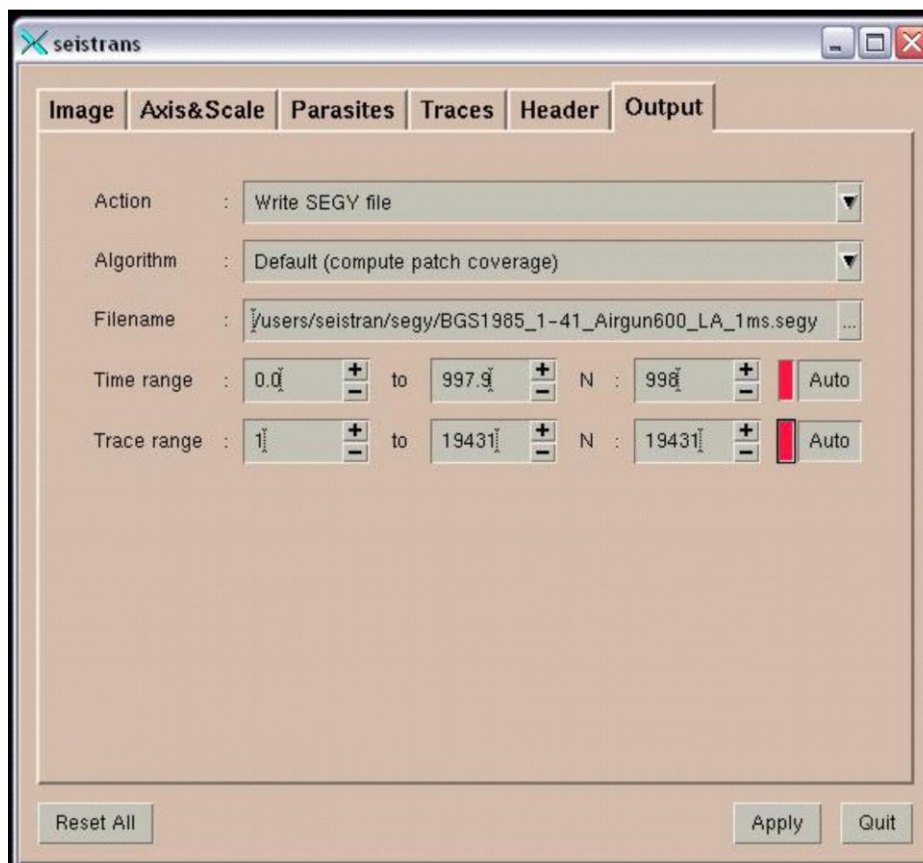 seistrans
Image Axis&Scale Parasites Traces Header Output
Action : Write SEGY file
Algorithm : Default (compute patch coverage)
Filename : /users/seistran/segy/BGS1985_1-41_Airgun600_LA_1ms.segy ...
Time range : 0.0 + - to 997.9 + - N : 998 + - Auto
Trace range : 1 + - to 19431 + - N : 19431 + - Auto
Reset All Apply Quit